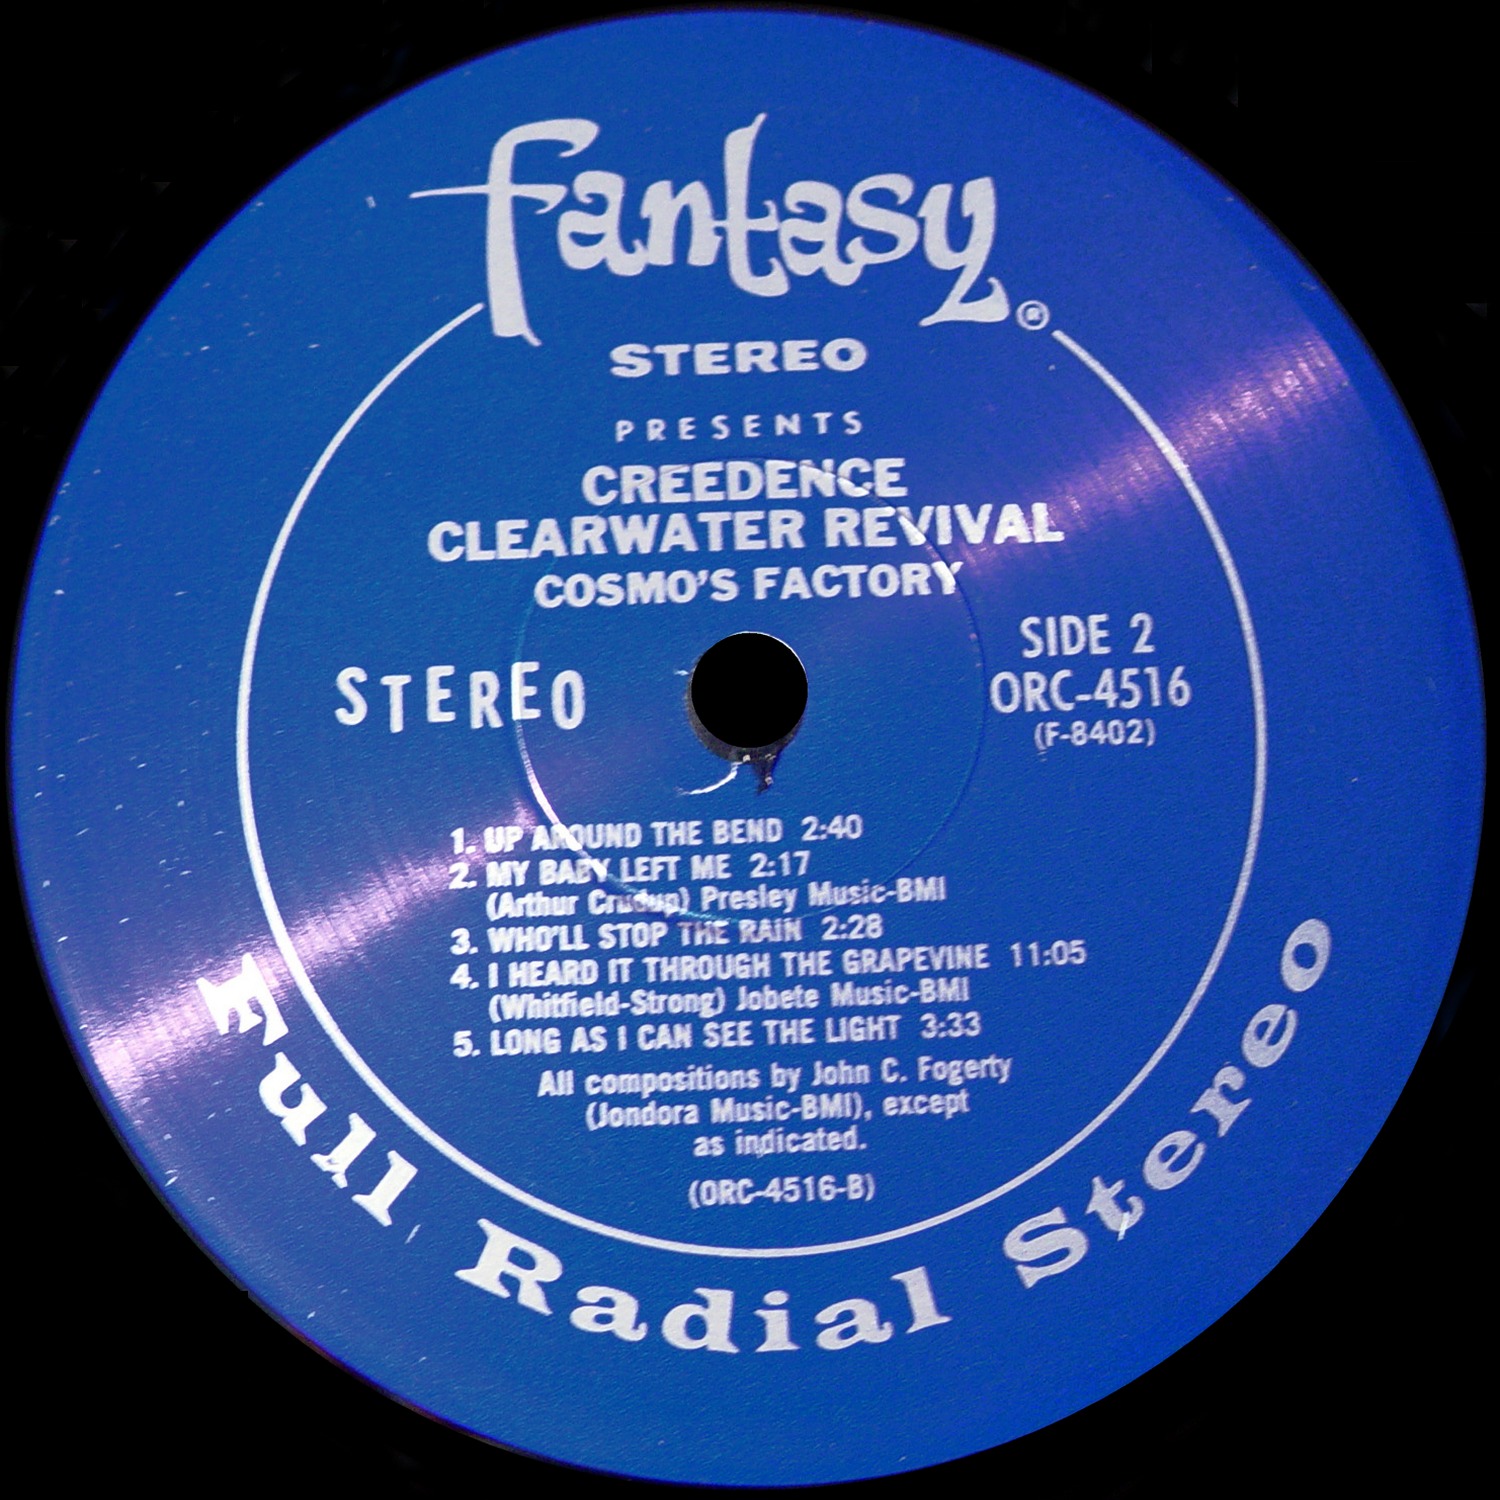 fantasy®
STEREO
PRESENTS
CREEDENCE
CLEARWATER REVIVAL
COSMO'S FACTORY
STEREO
SIDE 2
ORC-4516
(F-8402)
1. UP AROUND THE BEND 2:40
2. MY BABY LEFT ME 2:17
(Arthur Crudup) Presley Music-BMI
3. WHO'LL STOP THE RAIN 2:28
4. I HEARD IT THROUGH THE GRAPEVINE 11:05
(Whitfield-Strong) Jobete Music-BMI
5. LONG AS I CAN SEE THE LIGHT 3:33
All compositions by John C. Fogerty
(Jondora Music-BMI), except
as indicated.
(ORC-4516-B)
Full Radial Stereo